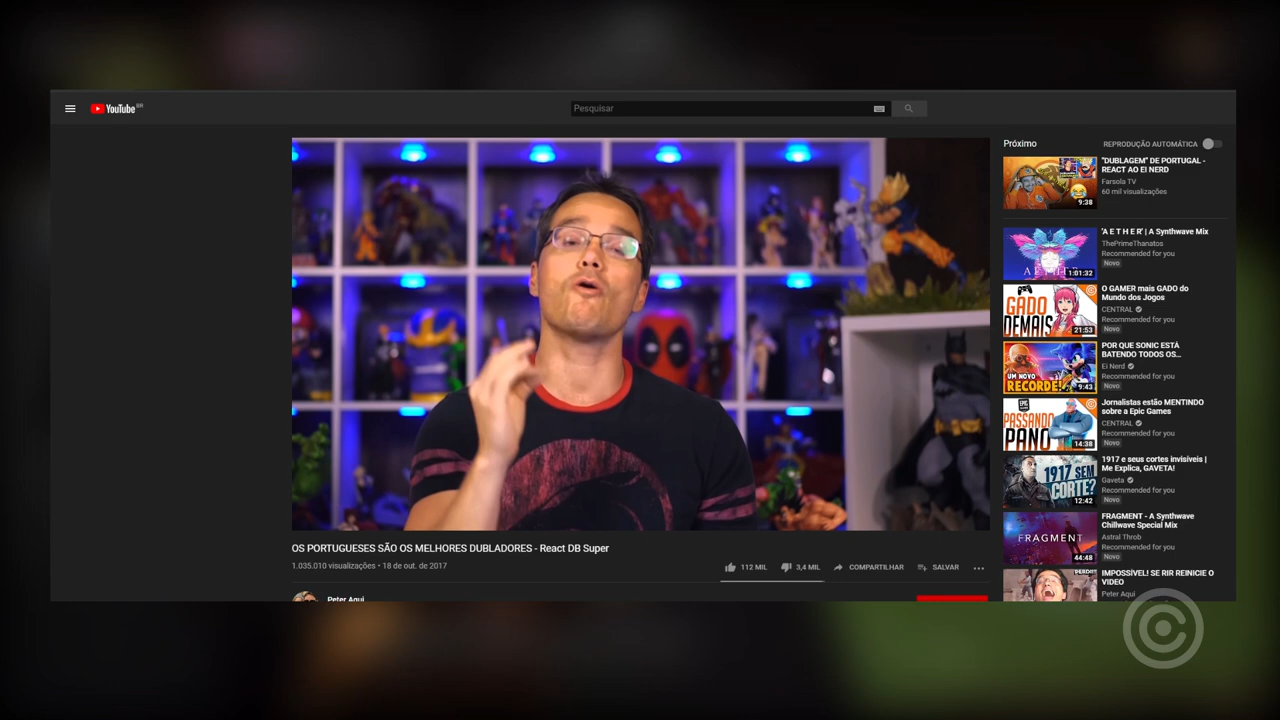 YouTube BR
Pesquisar
OS PORTUGUESES SÃO OS MELHORES DUBLADORES - React DB Super
1.035.010 visualizações • 18 de out. de 2017
112 MIL
3,4 MIL
COMPARTILHAR
SALVAR
Peter Aqui
Próximo
REPRODUÇÃO AUTOMÁTICA
9:38
"DUBLAGEM" DE PORTUGAL -
REACT AO EI NERD
Farsola TV
60 mil visualizações
AETHER
1:01:32
'A E T H E R' | A Synthwave Mix
ThePrimeThanatos
Recommended for you
Novo
GADO
DEMAIS
21:53
O GAMER mais GADO do
Mundo dos Jogos
CENTRAL
Recommended for you
Novo
UM NOVO
RECORDE!
9:43
POR QUE SONIC ESTÁ
BATENDO TODOS OS...
Ei Nerd
Recommended for you
Novo
EPIC
PASSANDO
PANO
14:38
Jornalistas estão MENTINDO
sobre a Epic Games
CENTRAL
Recommended for you
Novo
1917 SEM
CORTE?
12:42
1917 e seus cortes invisíveis |
Me Explica, GAVETA!
Gaveta
Recommended for you
Novo
FRAGMENT
44:48
FRAGMENT - A Synthwave
Chillwave Special Mix
Astral Throb
Recommended for you
Novo
IMPOSSÍVEL! SE RIR REINICIE O
VIDEO
Peter Aqui